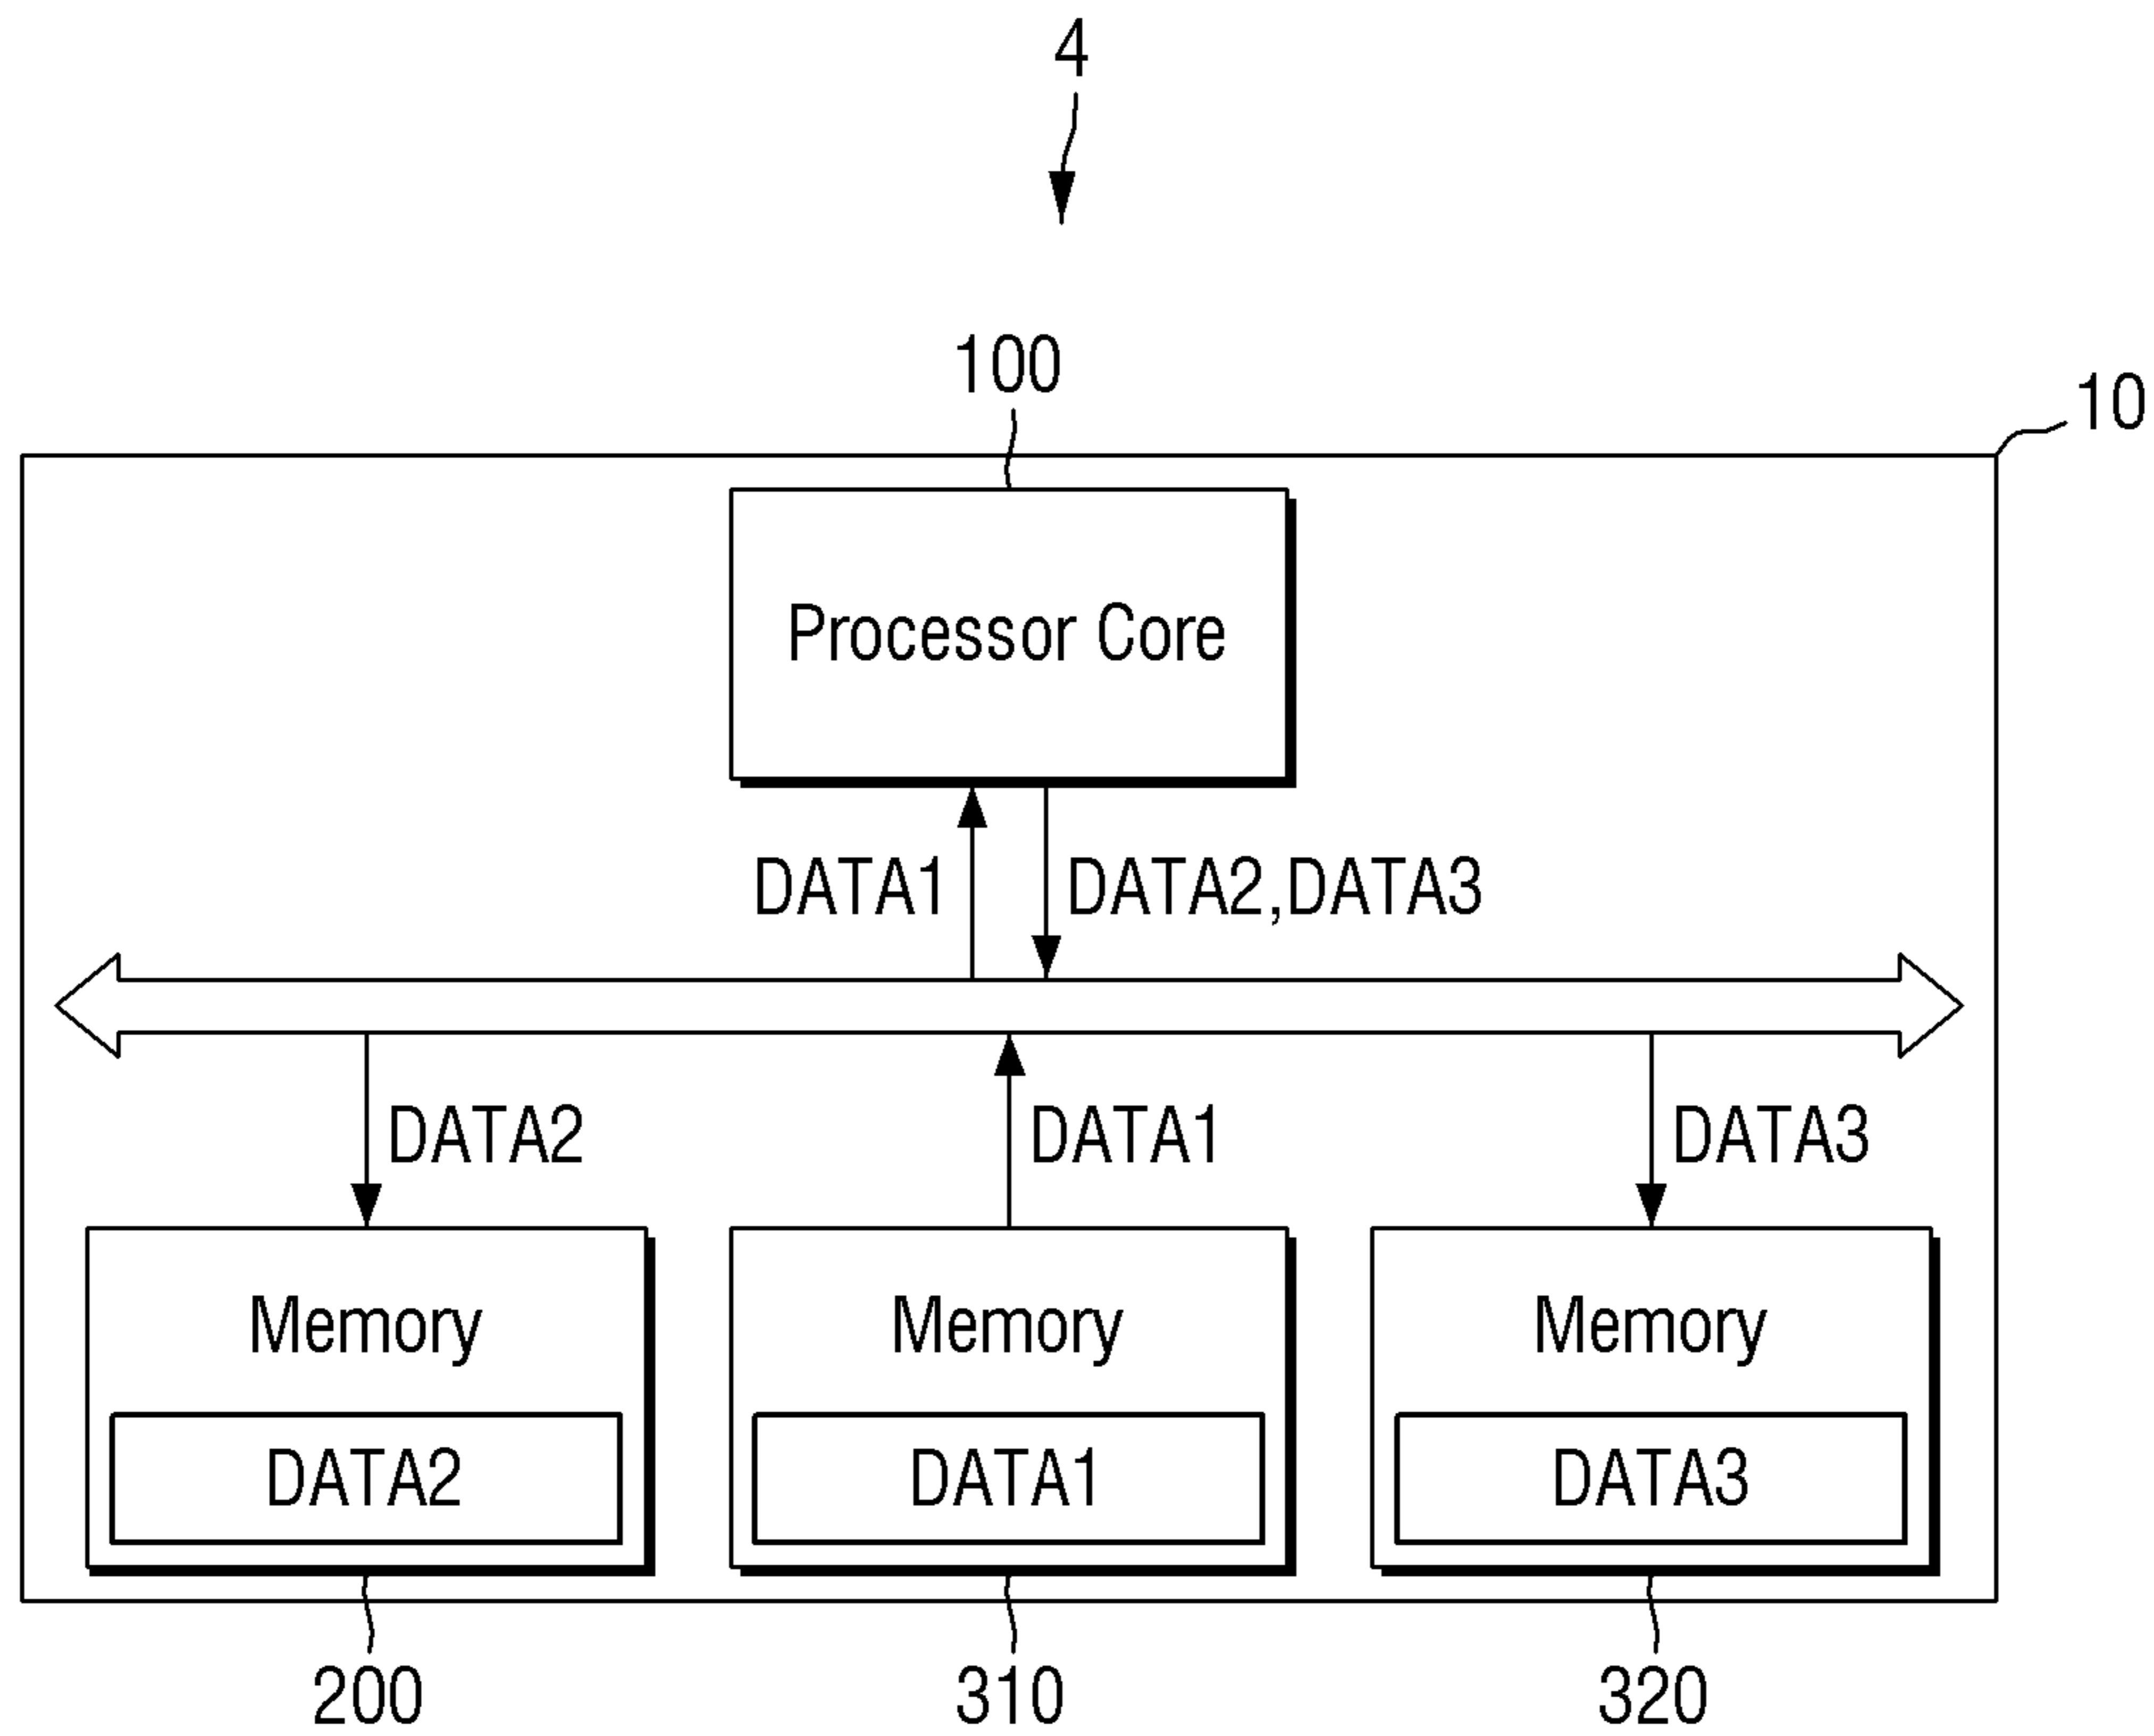 4
100
10
Processor Core
DATA1
DATA2,DATA3
DATA2
DATA1
DATA3
Memory
Memory
Memory
DATA2
DATA1
DATA3
200
310
320